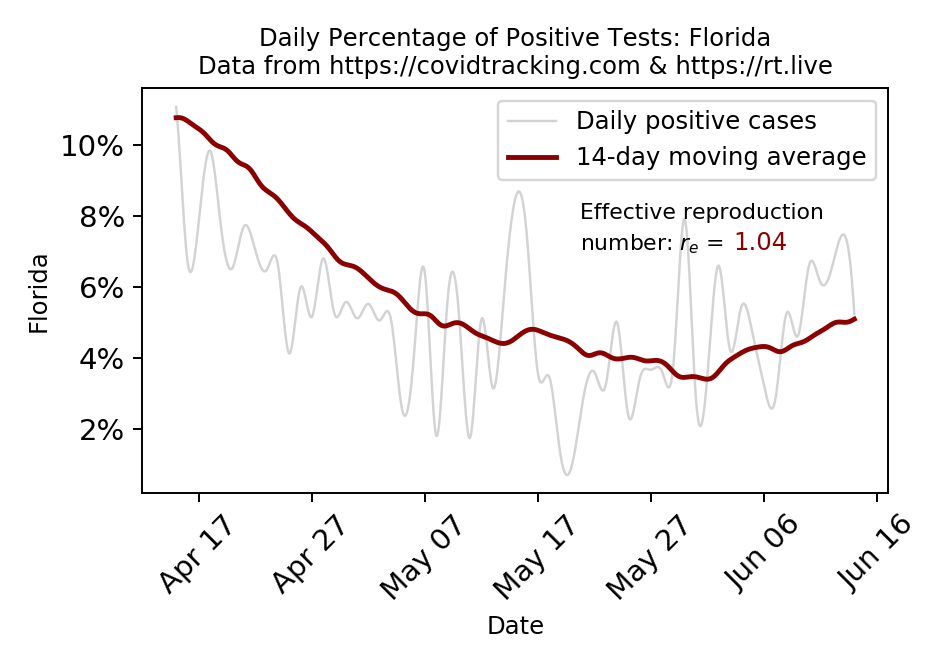 Daily Percentage of Positive Tests: Florida
Data from https://covidtracking.com & https://rt.live
Daily positive cases
14-day moving average
Effective reproduction
number: rₑ = 1.04
10%
8%
6%
4%
2%
Florida
Apr 17
Apr 27
May 07
May 17
May 27
Jun 06
Jun 16
Date